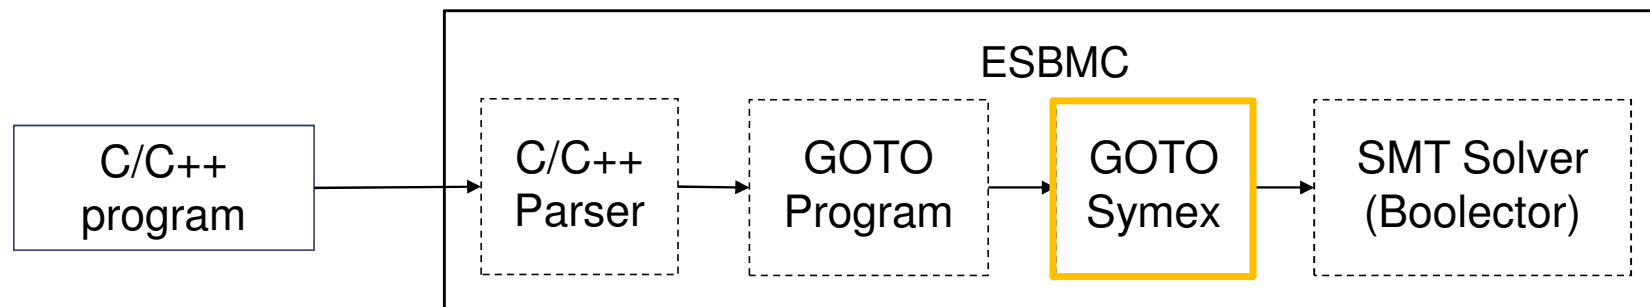 ESBMC
C/C++
program
C/C++
Parser
GOTO
Program
GOTO
Symex
SMT Solver
(Boolector)